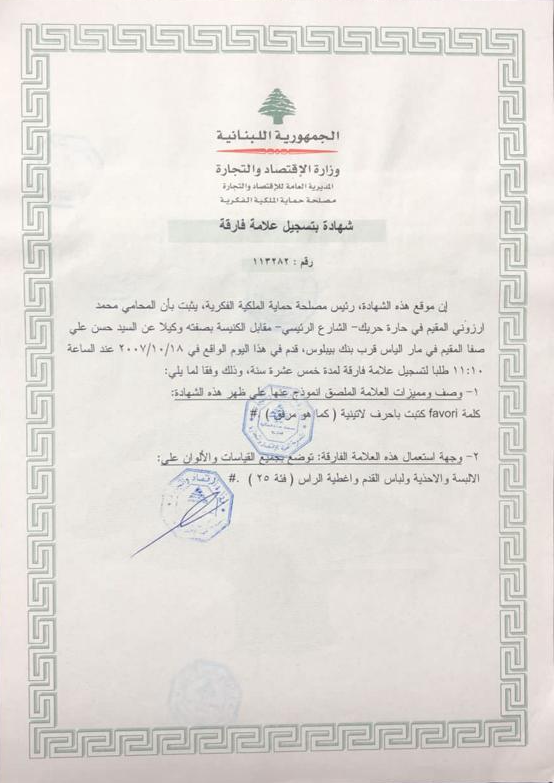 الجمهورية اللبنانية
وزارة الإقتصاد والتجارة
المديرية العامة للإقتصاد والتجارة
مصلحة حماية الملكية الفكرية
شهادة بتسجيل علامة فارقة
رقم : ١١٣٢٨٢
إن موقع هذه الشهادة، رئيس مصلحة حماية الملكية الفكرية، يثبت بأن المحامي محمد
ارزوني المقيم في حارة حريك- الشارع الرئيسي- مقابل الكنيسة بصفته وكيلا عن السيد حسن علي
صفا المقيم في مار الياس قرب بنك بيبلوس، قدم في هذا اليوم الواقع في ٢٠٠٧/١٠/١٨ عند الساعة
١١:١٠ طلبا لتسجيل علامة فارقة لمدة خمس عشرة سنة، وذلك وفقا لما يلي:
١- وصف ومميزات العلامة الملصق انموذج عنها على ظهر هذه الشهادة:
كلمة favori كتبت باحرف لاتينية ( كما هو مرفق ) #
٢- وجهة استعمال هذه العلامة الفارقة: توضع بجميع القياسات والألوان على:
الالبسة والاحذية ولباس القدم واغطية الراس ( فئة ٢٥ ) .#